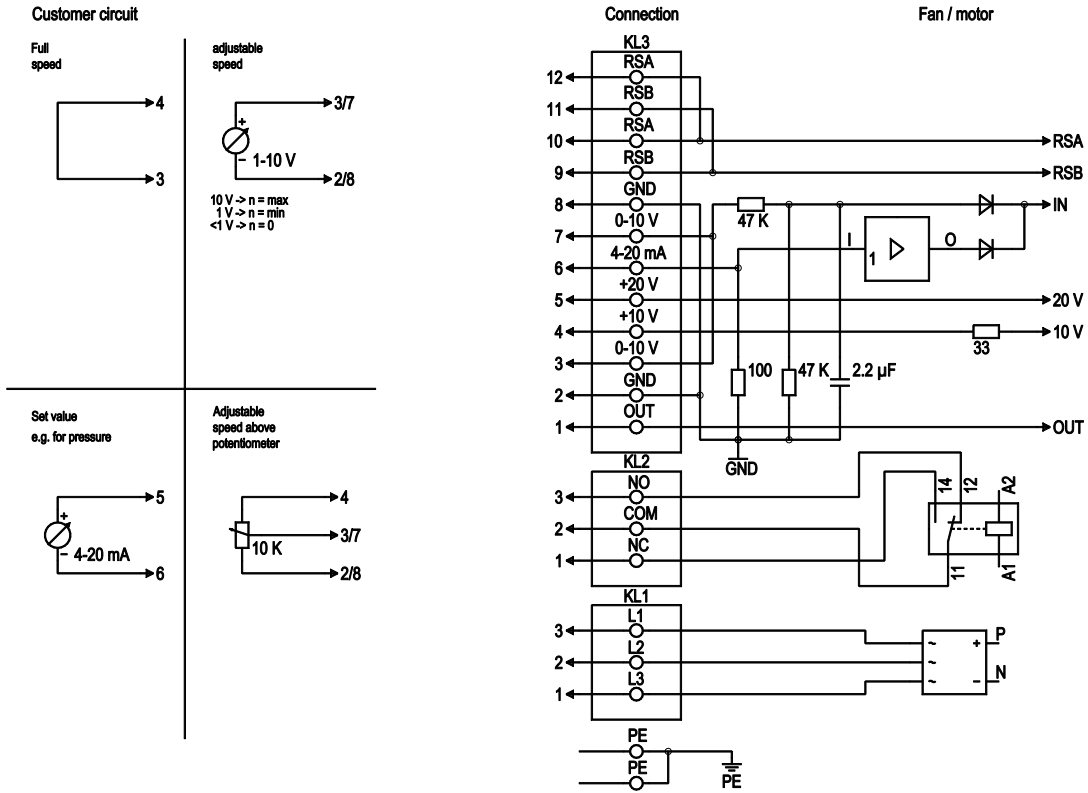 Customer circuit
Full
speed
4
3
adjustable
speed
3/7
+
1-10 V
−
2/8
10 V -> n = max
1 V -> n = min
<1 V -> n = 0
Set value
e.g. for pressure
5
+
4-20 mA
−
6
Adjustable
speed above
potentiometer
4
3/7
10 K
2/8
Connection
Fan / motor
KL3
12 RSA
11 RSB
10 RSA
RSA
9 RSB
RSB
8 GND
47 K
IN
7 0-10 V
I
1
O
6 4-20 mA
5 +20 V
20 V
4 +10 V
33
10 V
3 0-10 V
100
47 K
2.2 µF
2 GND
1 OUT
OUT
GND
KL2
3 NO
2 COM
1 NC
14
12
A2
11
A1
KL1
3 L1
2 L2
1 L3
~
~
~
+
−
P
N
PE
PE
PE